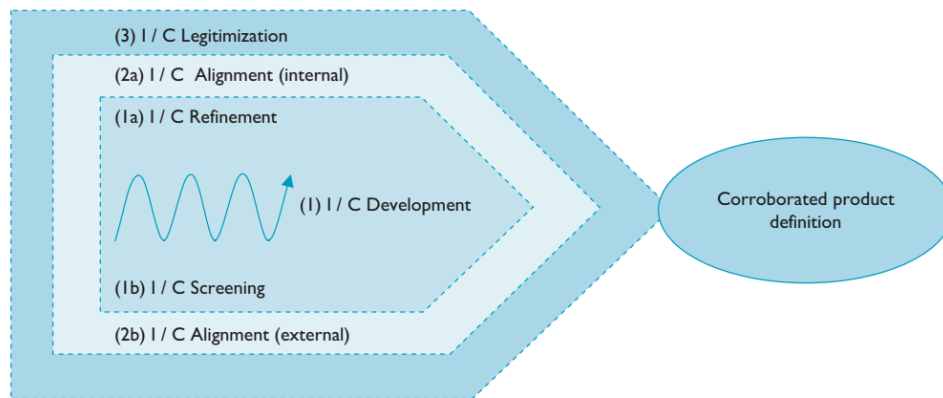 (3) I / C Legitimization
(2a) I / C Alignment (internal)
(1a) I / C Refinement
(1) I / C Development
(1b) I / C Screening
(2b) I / C Alignment (external)
Corroborated product
definition